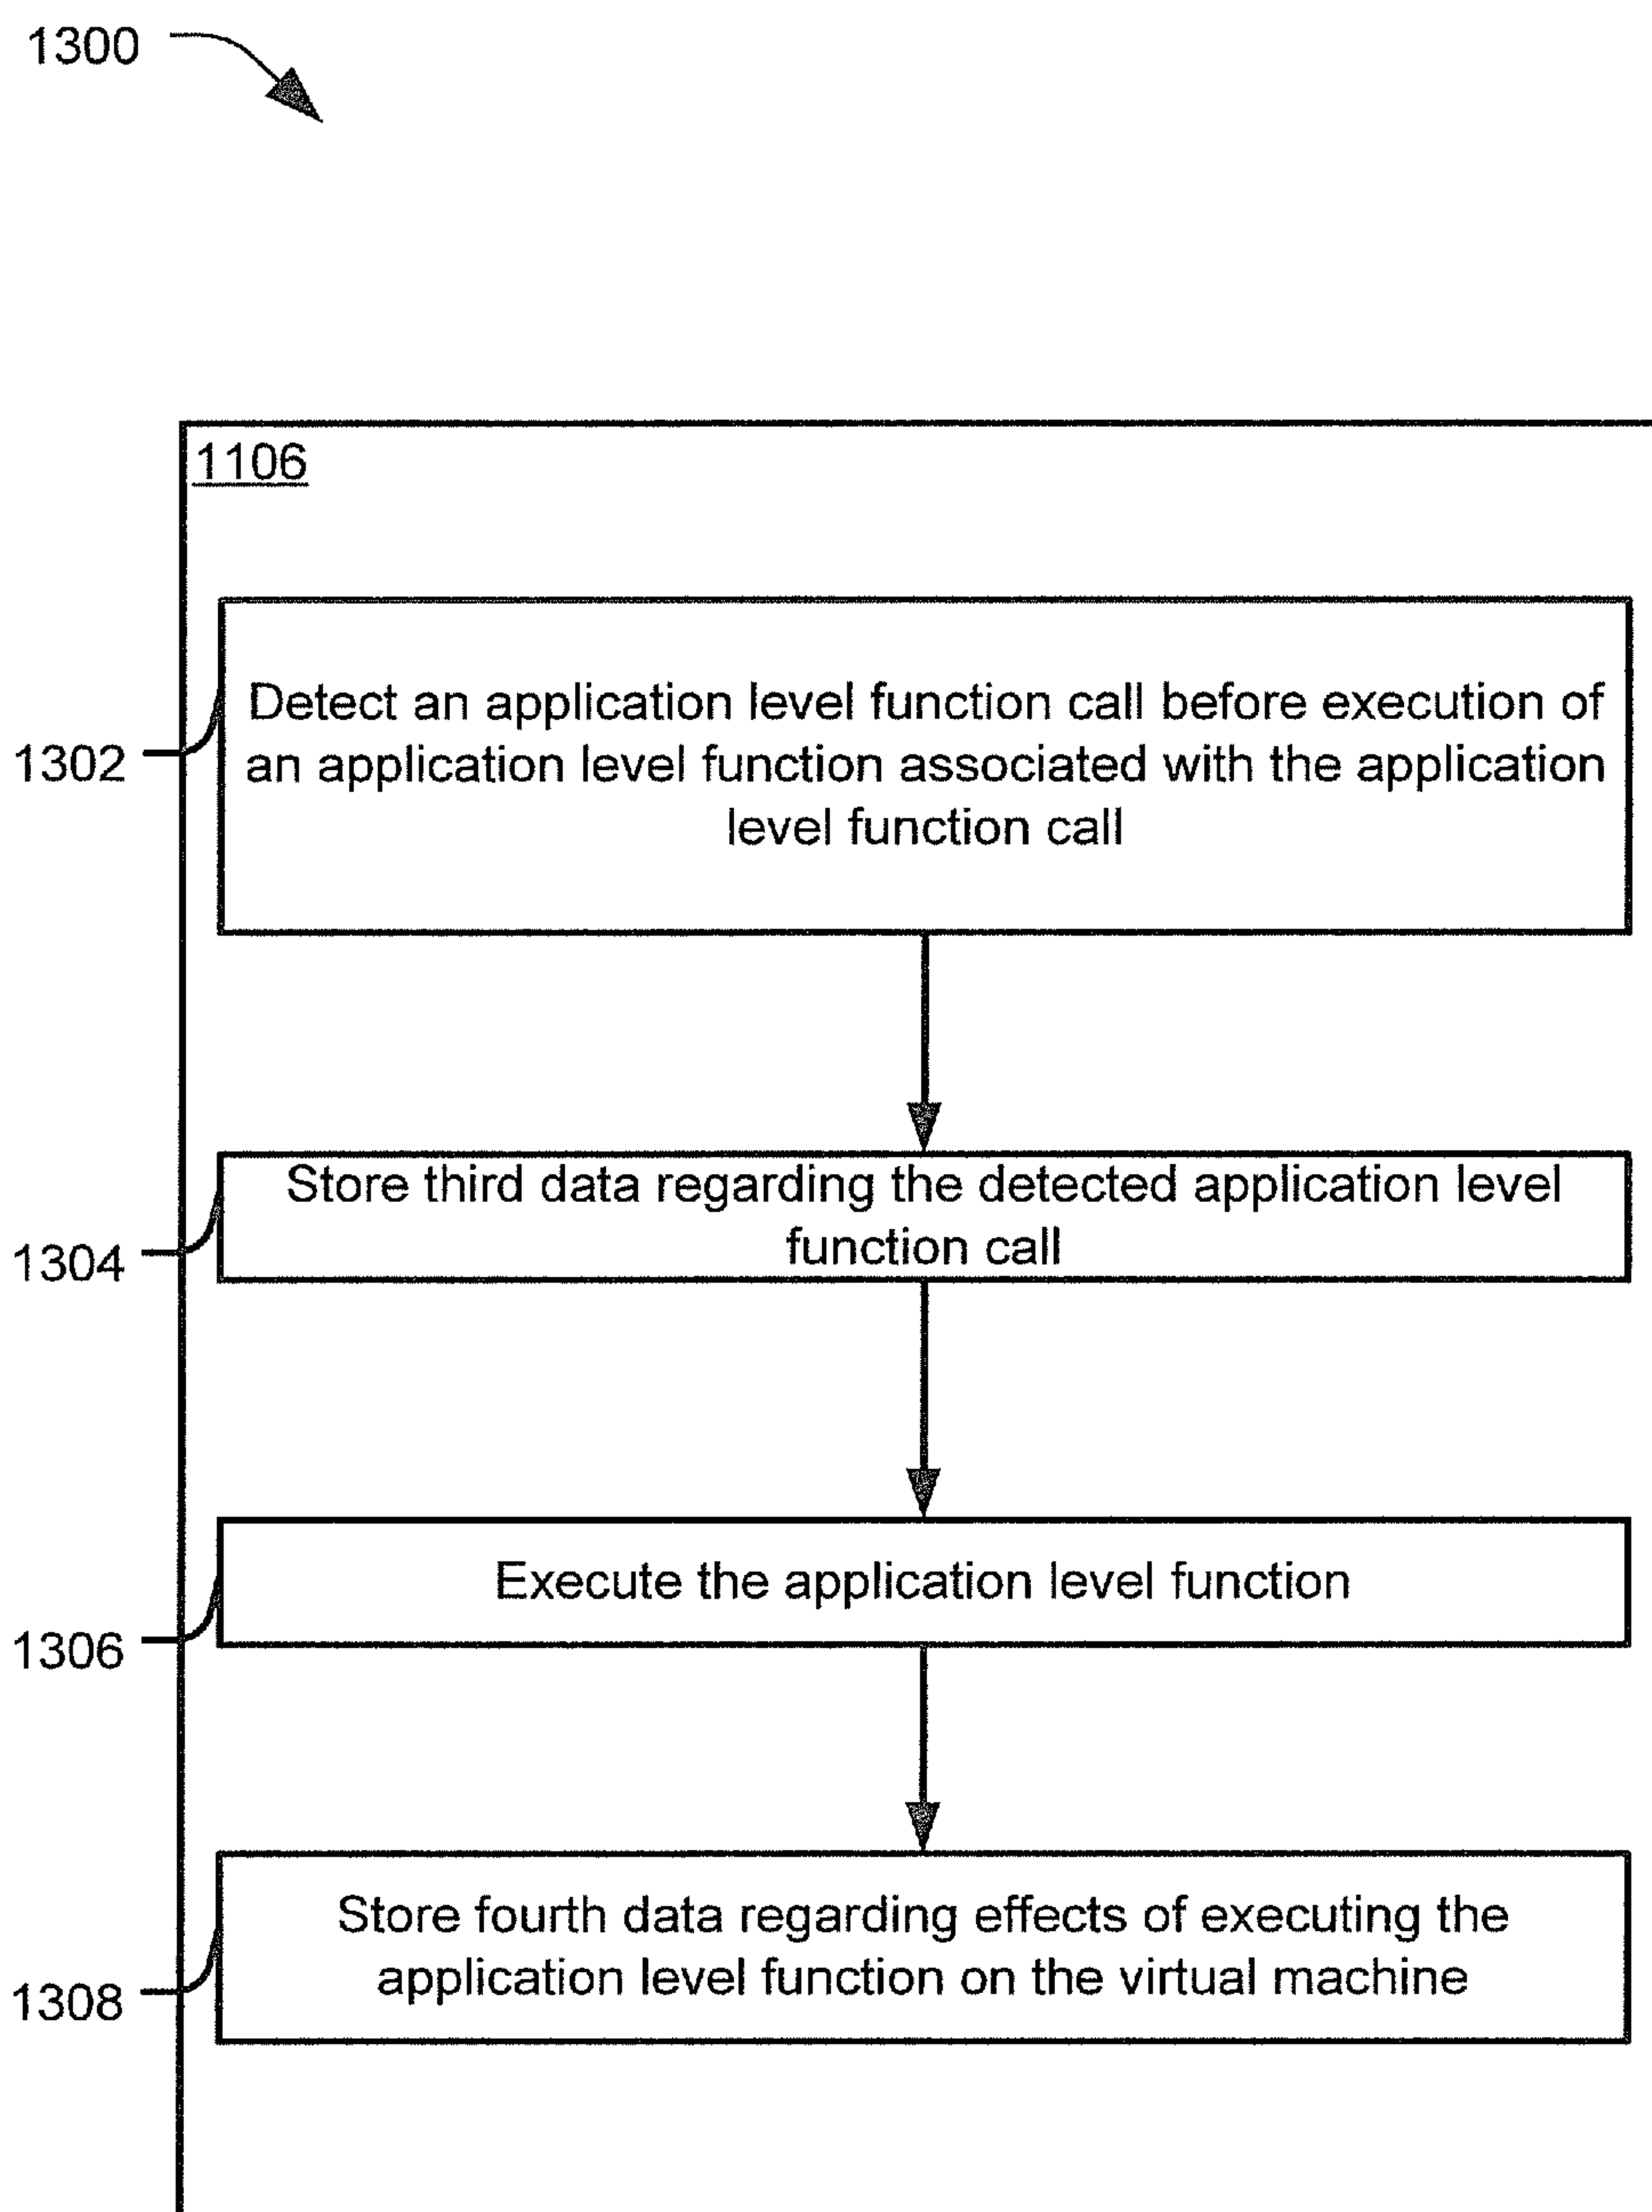 1300
1106
Detect an application level function call before execution of
an application level function associated with the application
level function call
1302
Store third data regarding the detected application level
function call
1304
Execute the application level function
1306
Store fourth data regarding effects of executing the
application level function on the virtual machine
1308